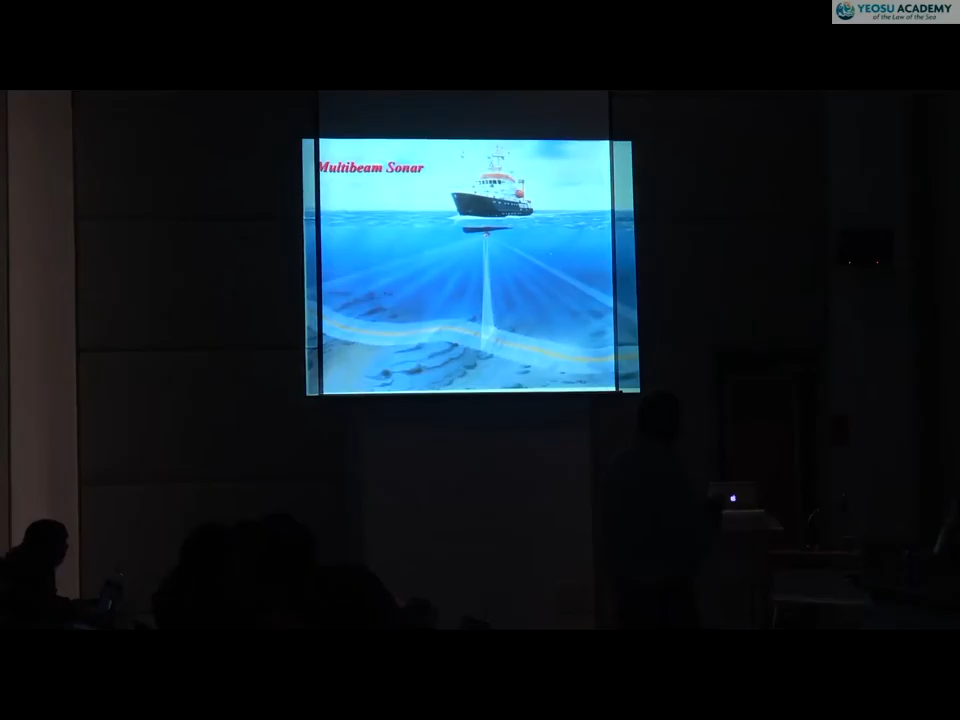 YEOSU ACADEMY
of the Law of the Sea
Multibeam Sonar